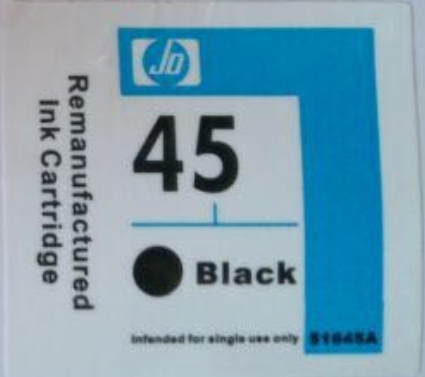 JD
45
Black
Intended for single use only
51645A
Remanufactured
Ink Cartridge